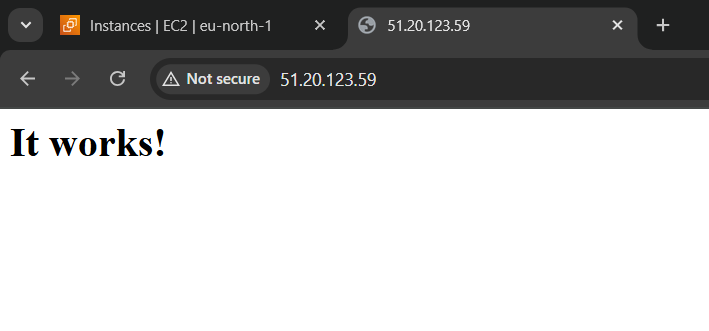 Instances | EC2 | eu-north-1
51.20.123.59
Not secure
51.20.123.59
It works!